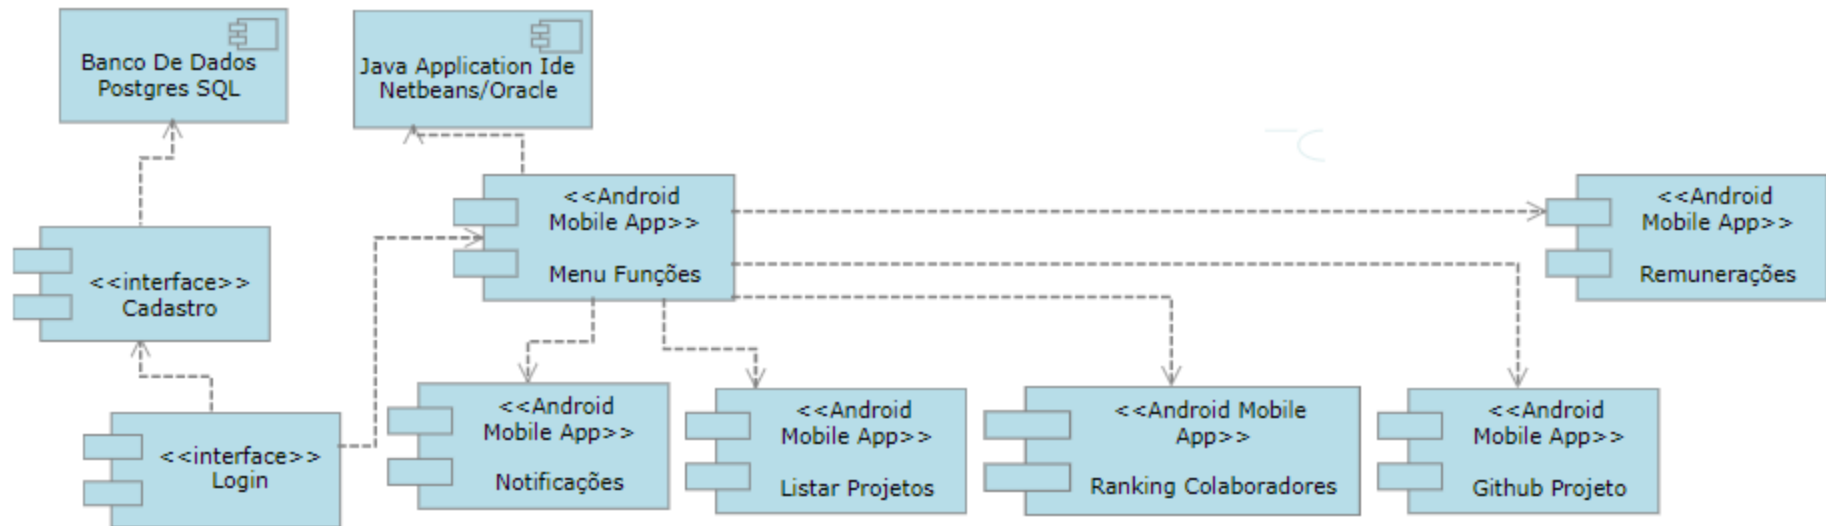 Banco De Dados
Postgres SQL
Java Application Ide
Netbeans/Oracle
<<Android
Mobile App>>
Menu Funções
<<Android
Mobile App>>
Remunerações
<<interface>>
Cadastro
<<interface>>
Login
<<Android
Mobile App>>
Notificações
<<Android
Mobile App>>
Listar Projetos
<<Android Mobile
App>>
Ranking Colaboradores
<<Android
Mobile App>>
Github Projeto